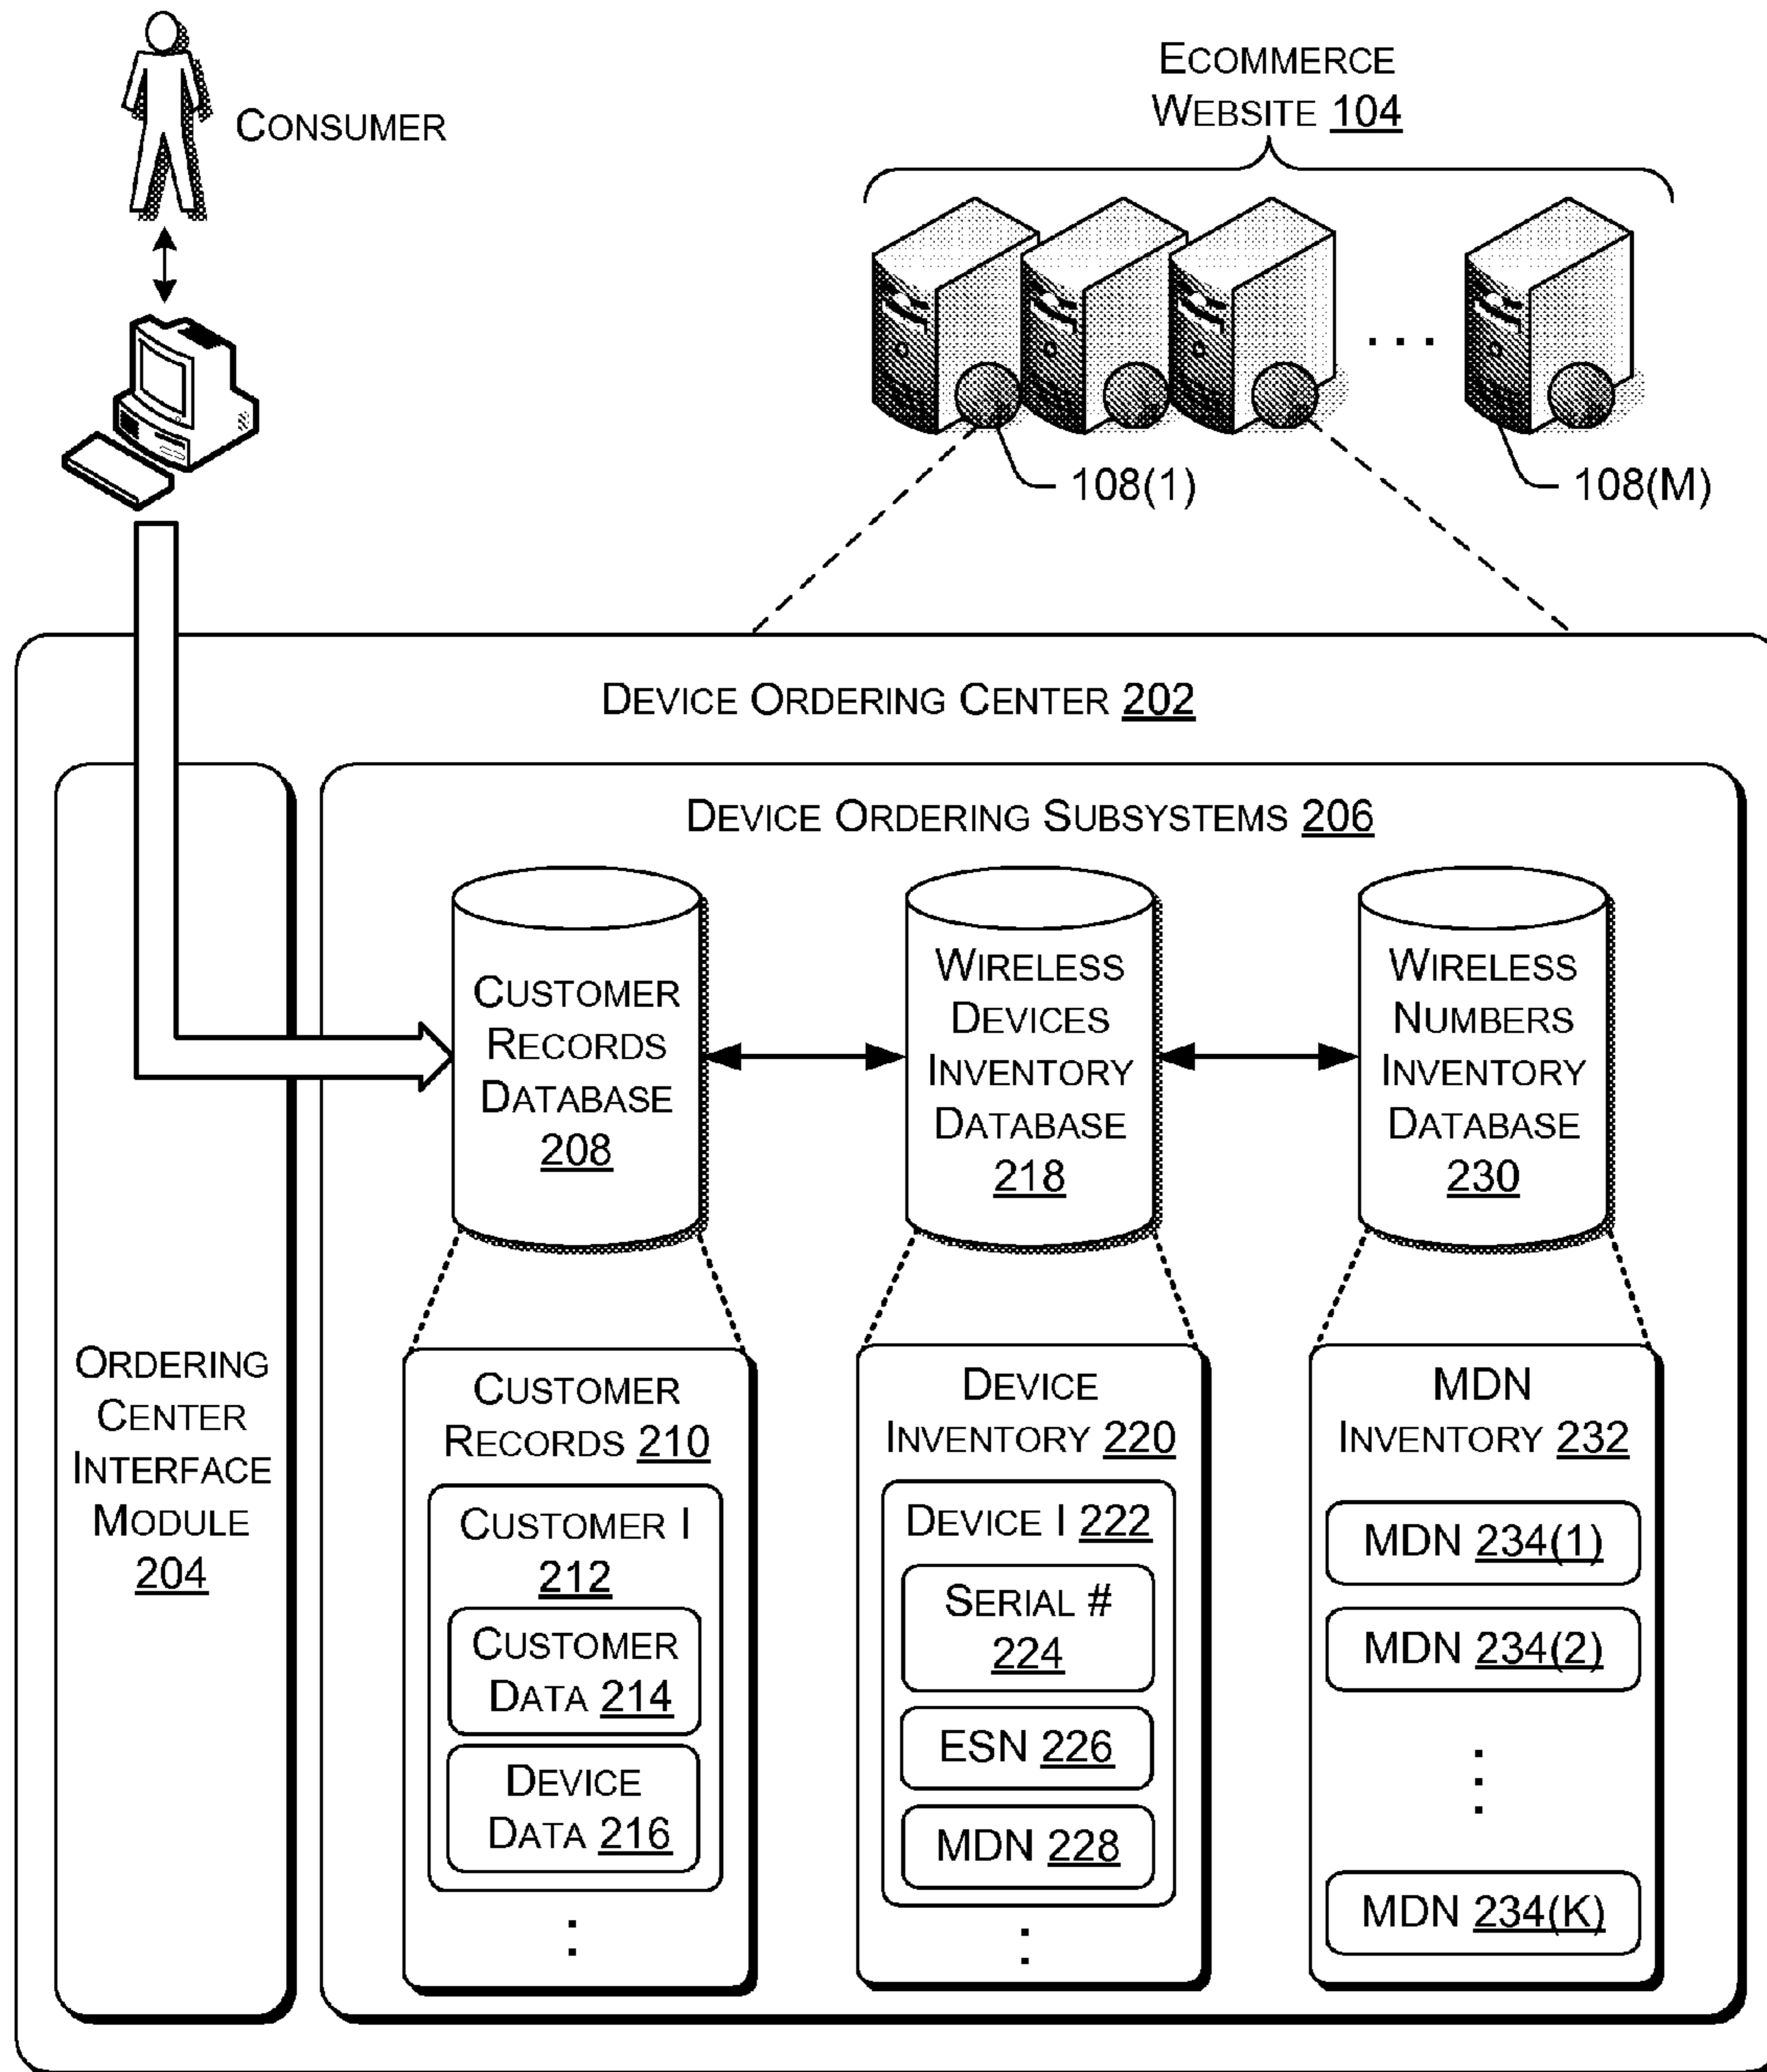 CONSUMER
ECOMMERCE
WEBSITE 104
108(1)
108(M)
DEVICE ORDERING CENTER 202
ORDERING
CENTER
INTERFACE
MODULE
204
DEVICE ORDERING SUBSYSTEMS 206
CUSTOMER
RECORDS
DATABASE
208
WIRELESS
DEVICES
INVENTORY
DATABASE
218
WIRELESS
NUMBERS
INVENTORY
DATABASE
230
CUSTOMER
RECORDS 210
CUSTOMER I
212
CUSTOMER
DATA 214
DEVICE
DATA 216
DEVICE
INVENTORY 220
DEVICE I 222
SERIAL #
224
ESN 226
MDN 228
MDN
INVENTORY 232
MDN 234(1)
MDN 234(2)
MDN 234(K)